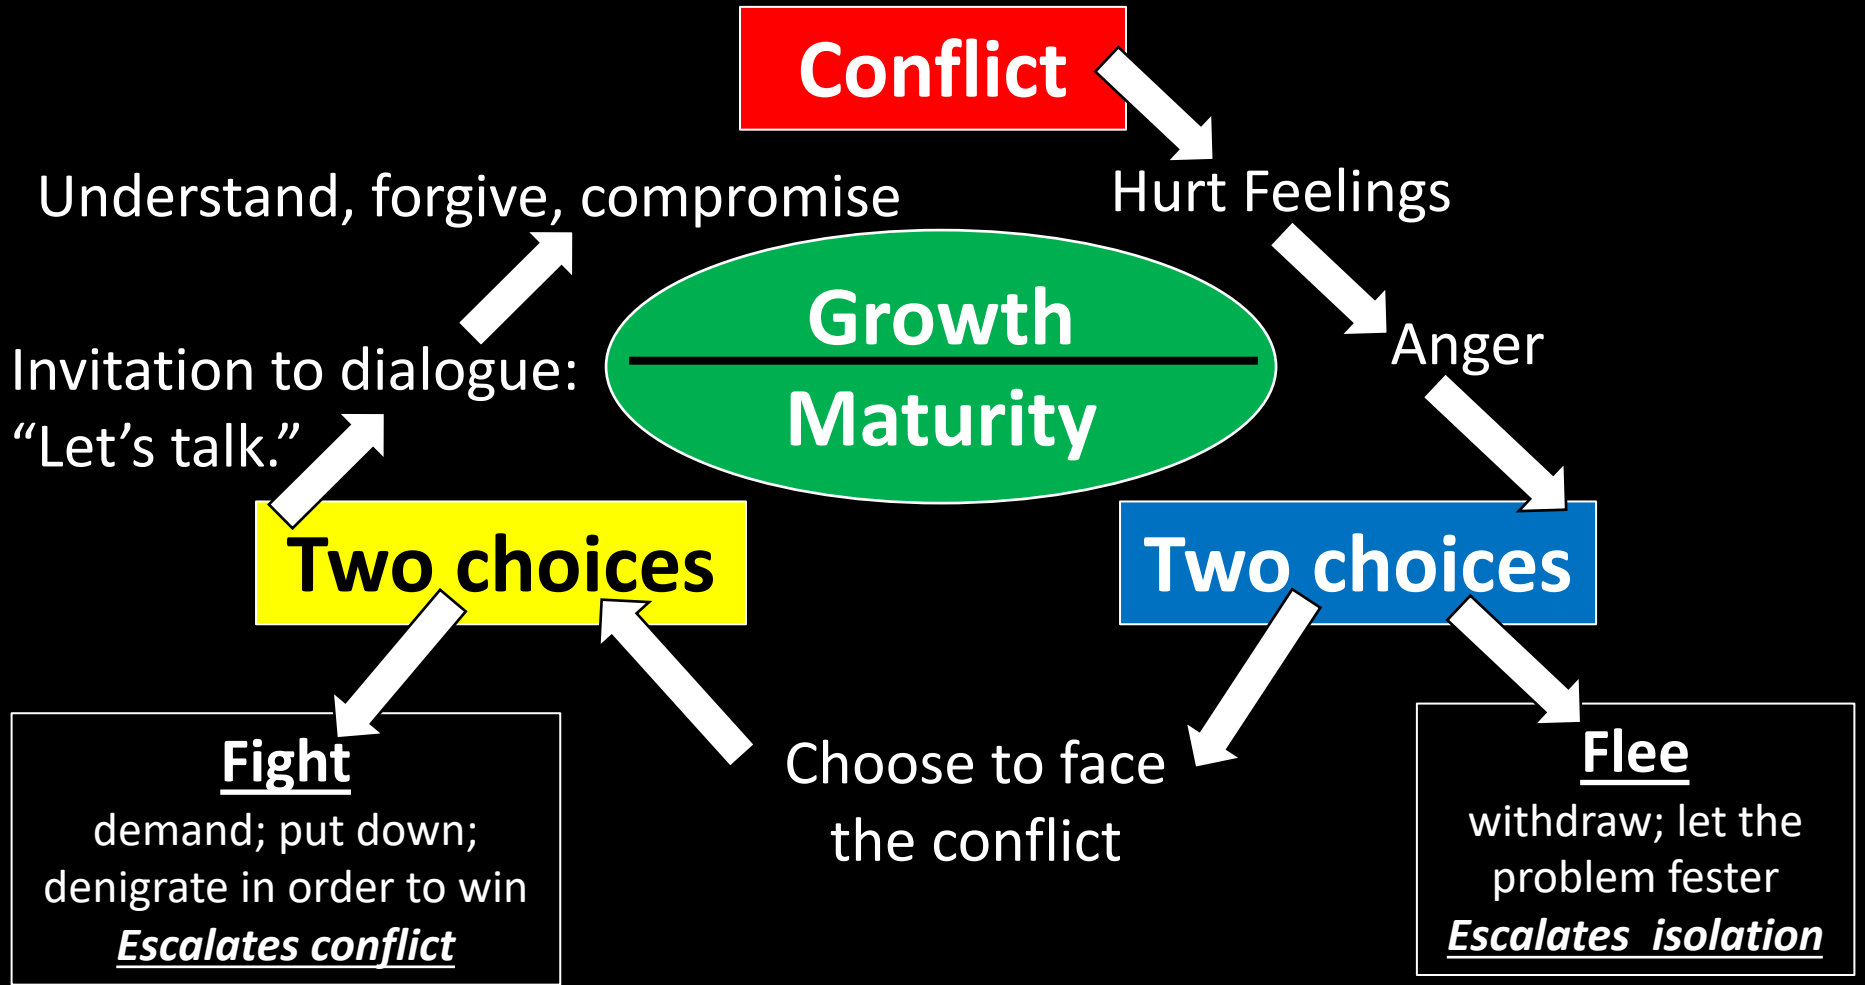 Conflict
Understand, forgive, compromise
Hurt Feelings
Growth
Maturity
Anger
Invitation to dialogue:
“Let’s talk.”
Two choices
Two choices
Fight
demand; put down;
denigrate in order to win
Escalates conflict
Choose to face
the conflict
Flee
withdraw; let the
problem fester
Escalates isolation